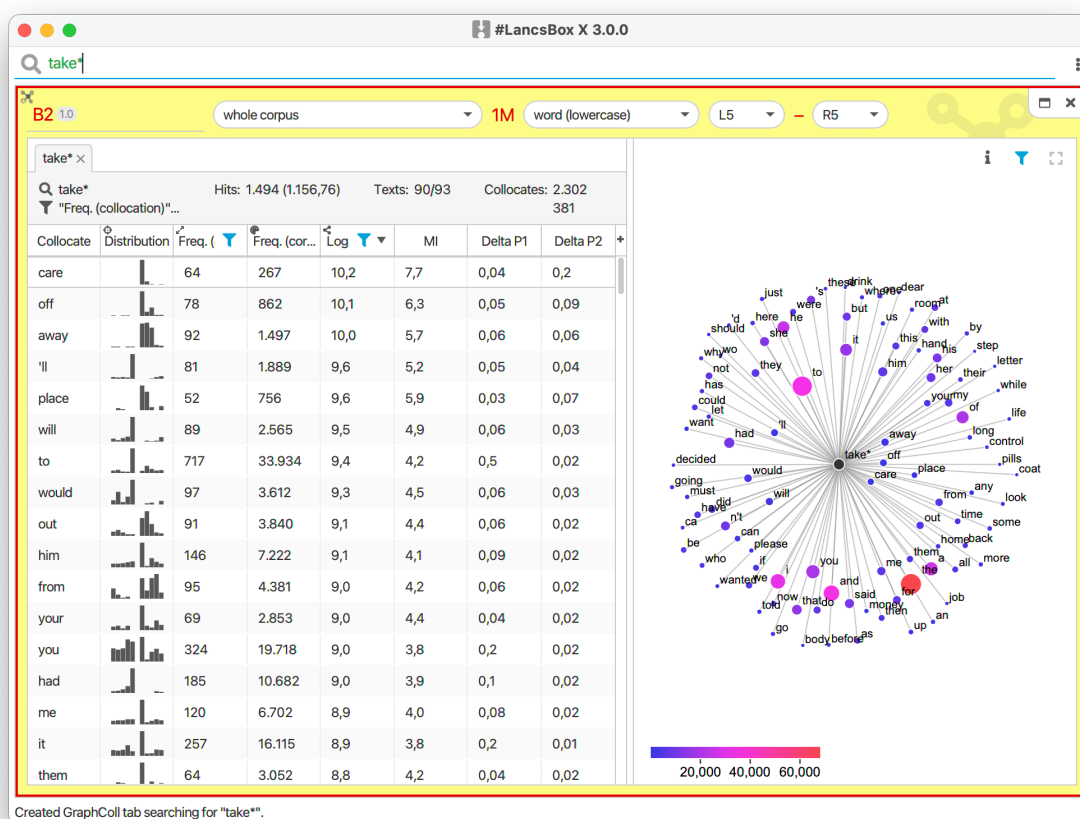 #LancsBox X 3.0.0
take*
B2 1.0 whole corpus 1M word (lowercase) L5 – R5
take*
take* Hits: 1.494 (1.156,76) Texts: 90/93 Collocates: 2.302
"Freq. (collocation)"... 381
Collocate Distribution Freq. ( Freq. (cor... Log MI Delta P1 Delta P2 +
care 64 267 10,2 7,7 0,04 0,2
off 78 862 10,1 6,3 0,05 0,09
away 92 1.497 10,0 5,7 0,06 0,06
'll 81 1.889 9,6 5,2 0,05 0,04
place 52 756 9,6 5,9 0,03 0,07
will 89 2.565 9,5 4,9 0,06 0,03
to 717 33.934 9,4 4,2 0,5 0,02
would 97 3.612 9,3 4,5 0,06 0,03
out 91 3.840 9,1 4,4 0,06 0,02
him 146 7.222 9,1 4,1 0,09 0,02
from 95 4.381 9,0 4,2 0,06 0,02
your 69 2.853 9,0 4,4 0,04 0,02
you 324 19.718 9,0 3,8 0,2 0,02
had 185 10.682 9,0 3,9 0,1 0,02
me 120 6.702 8,9 4,0 0,08 0,02
it 257 16.115 8,9 3,8 0,2 0,01
them 64 3.052 8,8 4,2 0,04 0,02
just 's these drink where one dear
were room at
'd here he but us with
should she this by
why wo it hand his step
not they to him her their letter
has while
could your my
let of life
want 'll
had away long
control
decided take* off
would care place pills
going coat
must will from any
have did look
ca n't out time some
can
be please home back
who if them a more
we i you me the all
wanted
now and for
told that do said money job
then an
go up
body before as
20,000 40,000 60,000
Created GraphColl tab searching for "take*".